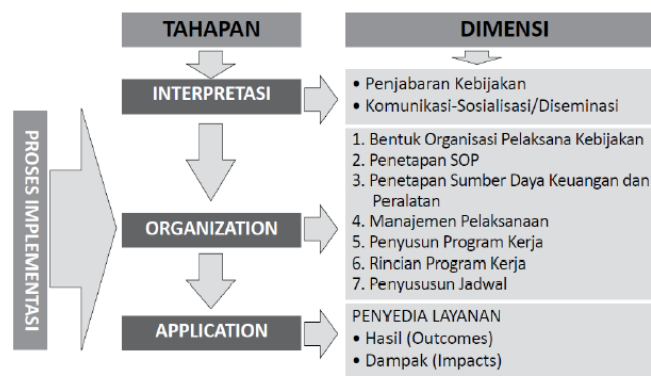 TAHAPAN
DIMENSI
PROSES IMPLEMENTASI
INTERPRETASI
• Penjabaran Kebijakan
• Komunikasi-Sosialisasi/Diseminasi
ORGANIZATION
1. Bentuk Organisasi Pelaksana Kebijakan
2. Penetapan SOP
3. Penetapan Sumber Daya Keuangan dan
Peralatan
4. Manajemen Pelaksanaan
5. Penyusun Program Kerja
6. Rincian Program Kerja
7. Penyususun Jadwal
APPLICATION
PENYEDIA LAYANAN
• Hasil (Outcomes)
• Dampak (Impacts)